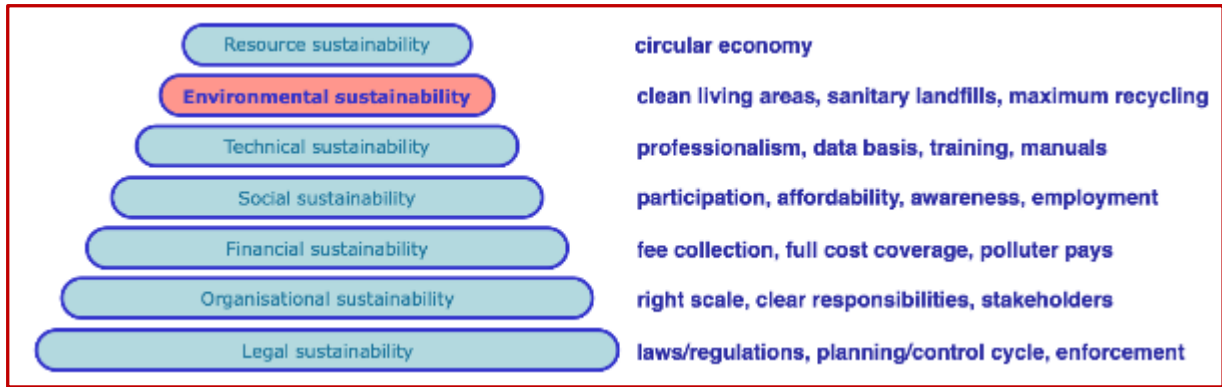 Resource sustainability circular economy
Environmental sustainability clean living areas, sanitary landfills, maximum recycling
Technical sustainability professionalism, data basis, training, manuals
Social sustainability participation, affordability, awareness, employment
Financial sustainability fee collection, full cost coverage, polluter pays
Organisational sustainability right scale, clear responsibilities, stakeholders
Legal sustainability laws/regulations, planning/control cycle, enforcement